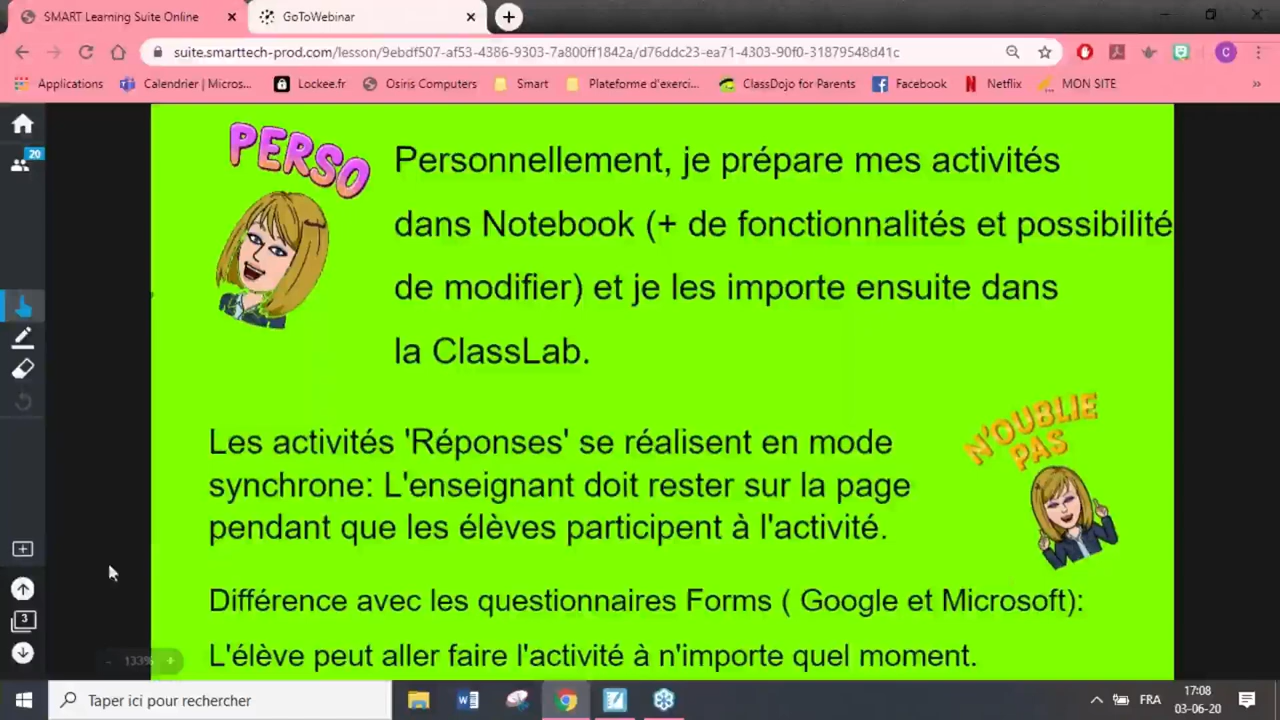 SMART Learning Suite Online
GoToWebinar
suite.smarttech-prod.com/lesson/9ebdf507-af53-4386-9303-7a800ff1842a/d76ddc23-ea71-4303-90f0-31879548d41c
C
Applications
Calendrier | Micros...
Lockee.fr
Osiris Computers
Smart
Plateforme d'exerci...
ClassDojo for Parents
Facebook
Netflix
MON SITE
»
20
PERSO
Personnellement, je prépare mes activités
dans Notebook (+ de fonctionnalités et possibilité
de modifier) et je les importe ensuite dans
la ClassLab.
N'OUBLIE
PAS
Les activités 'Réponses' se réalisent en mode
synchrone: L'enseignant doit rester sur la page
pendant que les élèves participent à l'activité.
Différence avec les questionnaires Forms ( Google et Microsoft):
L'élève peut aller faire l'activité à n'importe quel moment.
3
- 133% +
Taper ici pour rechercher
FRA
17:08
03-06-20